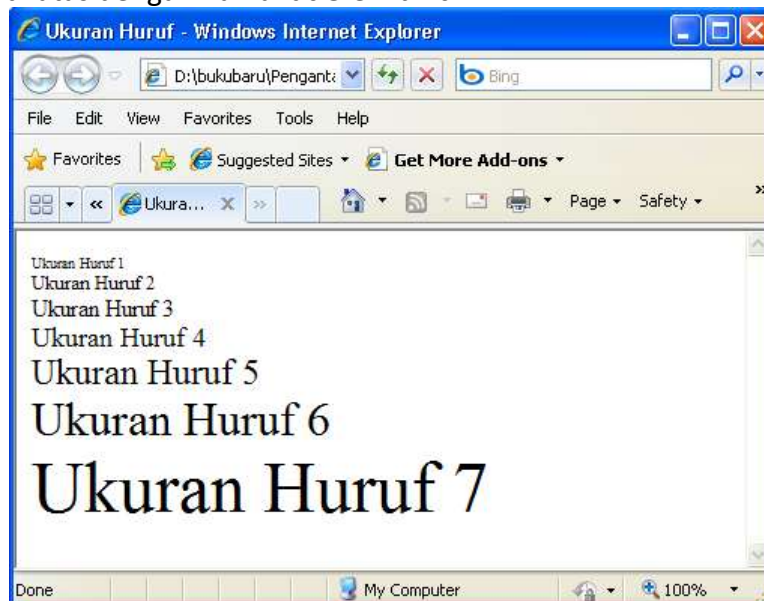 Ukuran Huruf - Windows Internet Explorer
D:\bukubaru\Penganta
Bing
File Edit View Favorites Tools Help
Favorites Suggested Sites Get More Add-ons
Ukura... X Page Safety
Ukuran Huruf 1
Ukuran Huruf 2
Ukuran Huruf 3
Ukuran Huruf 4
Ukuran Huruf 5
Ukuran Huruf 6
Ukuran Huruf 7
Done My Computer 100%